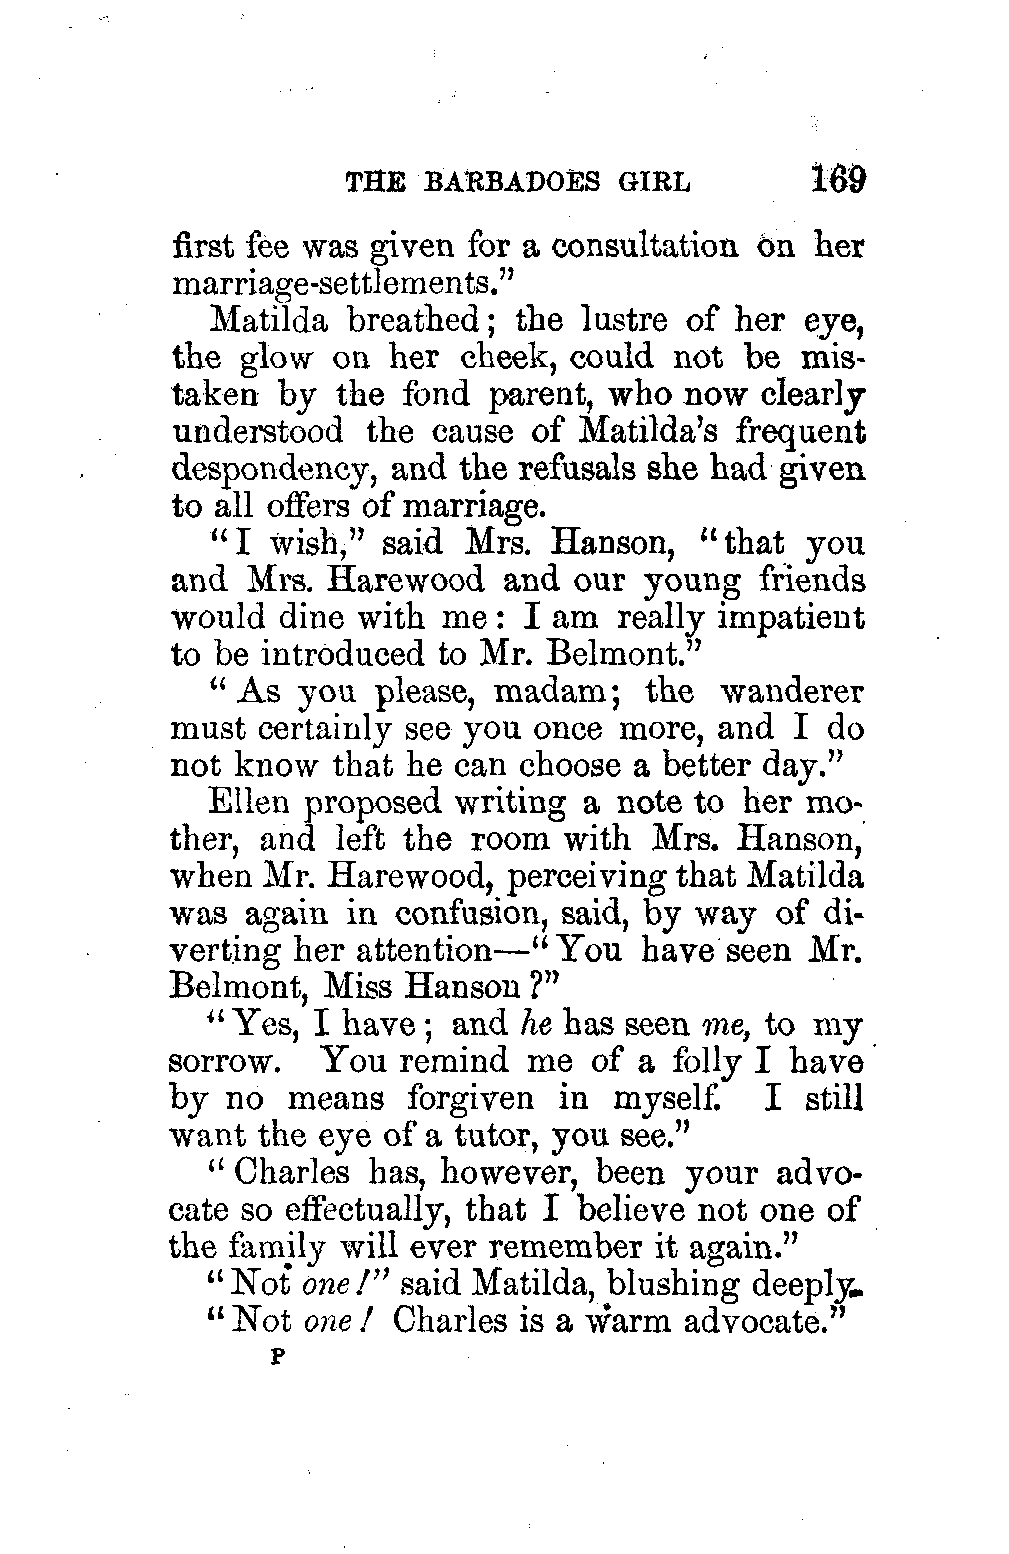 THE BARBADOES GIRL 169
first fee was given for a consultation on her
marriage-settlements."
Matilda breathed; the lustre of her eye,
the glow on her cheek, could not be mis-
taken by the fond parent, who now clearly
understood the cause of Matilda's frequent
despondency, and the refusals she had given
to all offers of marriage.
"I wish," said Mrs. Hanson, "that you
and Mrs. Harewood and our young friends
would dine with me: I am really impatient
to be introduced to Mr. Belmont."
"As you please, madam; the wanderer
must certainly see you once more, and I do
not know that he can choose a better day."
Ellen proposed writing a note to her mo-
ther, and left the room with Mrs. Hanson,
when Mr. Harewood, perceiving that Matilda
was again in confusion, said, by way of di-
verting her attention—"You have seen Mr.
Belmont, Miss Hanson?"
"Yes, I have; and he has seen me, to my
sorrow. You remind me of a folly I have
by no means forgiven in myself. I still
want the eye of a tutor, you see."
"Charles has, however, been your advo-
cate so effectually, that I believe not one of
the family will ever remember it again."
"Not one!" said Matilda, blushing deeply.
"Not one! Charles is a warm advocate."
P